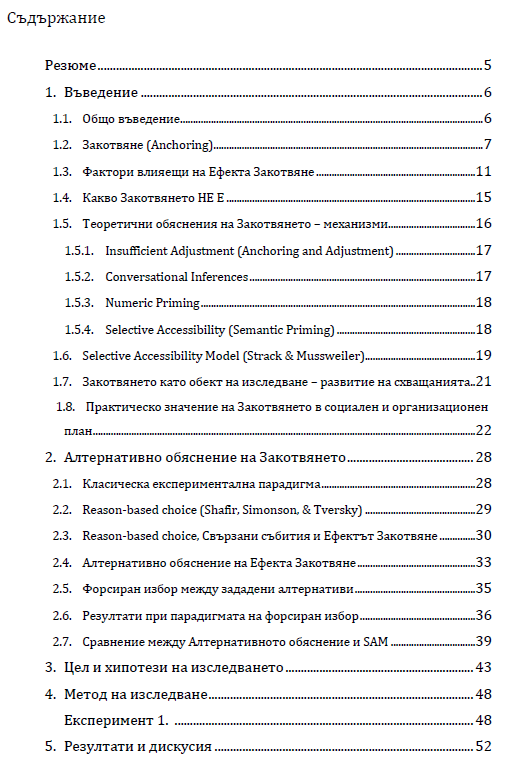 Съдържание
Резюме 5
1. Въведение 6
1.1. Общо въведение 6
1.2. Закотвяне (Anchoring) 7
1.3. Фактори влияещи на Ефекта Закотвяне 11
1.4. Какво Закотвянето НЕ Е 15
1.5. Теоретични обяснения на Закотвянето – механизми 16
1.5.1. Insufficient Adjustment (Anchoring and Adjustment) 17
1.5.2. Conversational Inferences 17
1.5.3. Numeric Priming 18
1.5.4. Selective Accessibility (Semantic Priming) 18
1.6. Selective Accessibility Model (Strack & Mussweiler) 19
1.7. Закотвянето като обект на изследване – развитие на схващанията 21
1.8. Практическо значение на Закотвянето в социален и организационен
план 22
2. Алтернативно обяснение на Закотвянето 28
2.1. Класическа експериментална парадигма 28
2.2. Reason-based choice (Shafir, Simonson, & Tversky) 29
2.3. Reason-based choice, Свързани събития и Ефектът Закотвяне 30
2.4. Алтернативно обяснение на Ефекта Закотвяне 33
2.5. Форсиран избор между зададени алтернативи 35
2.6. Резултати при парадигмата на форсиран избор 36
2.7. Сравнение между Алтернативното обяснение и SAM 39
3. Цел и хипотези на изследването 43
4. Метод на изследване 48
Експеримент 1. 48
5. Резултати и дискусия 52